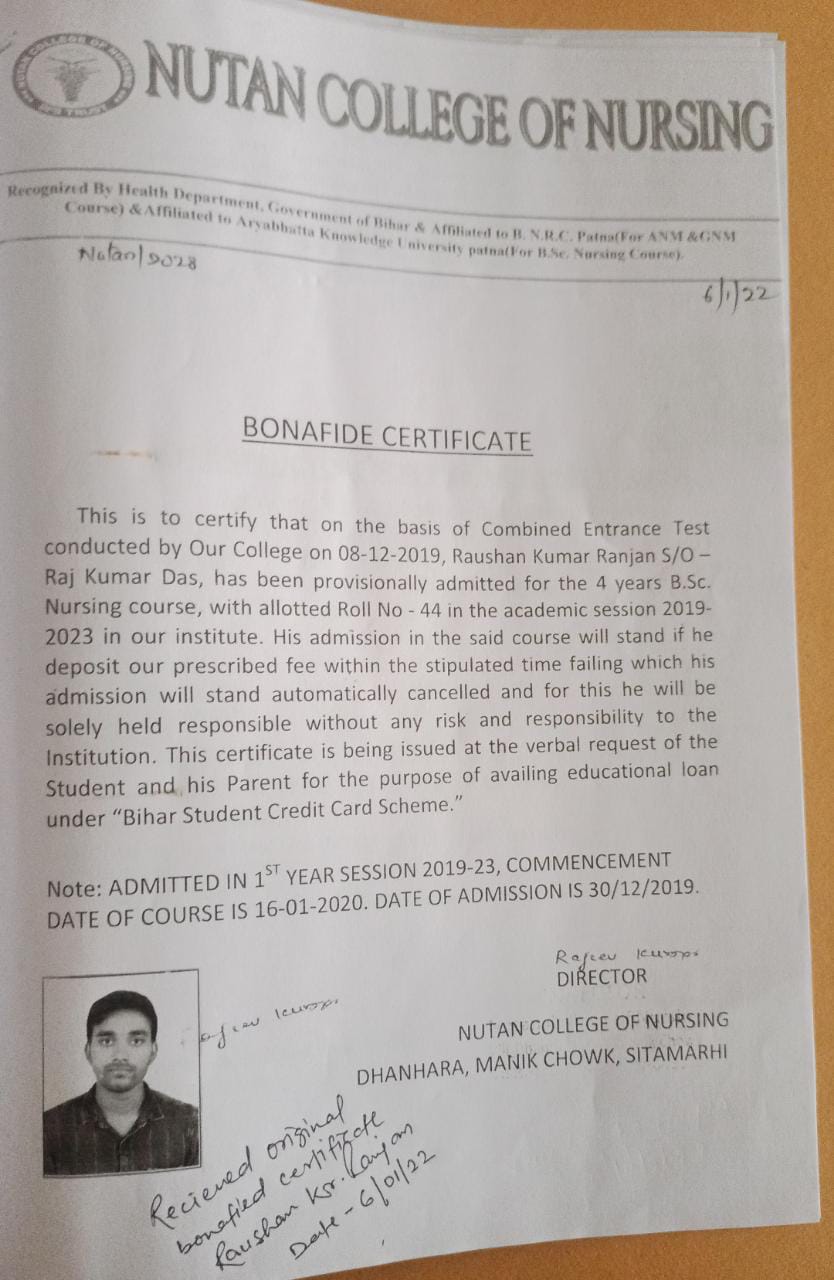 NUTAN COLLEGE OF NURSING
Recognized By Health Department, Government of Bihar & Affiliated to B. N.R.C. Patna(For ANM &GNM
Course) & Affiliated to Aryabhatta Knowledge University patna(For B.Sc. Nursing Course).
Nutan/9028
6/1/22
BONAFIDE CERTIFICATE
This is to certify that on the basis of Combined Entrance Test
conducted by Our College on 08-12-2019, Raushan Kumar Ranjan S/O –
Raj Kumar Das, has been provisionally admitted for the 4 years B.Sc.
Nursing course, with allotted Roll No - 44 in the academic session 2019-
2023 in our institute. His admission in the said course will stand if he
deposit our prescribed fee within the stipulated time failing which his
admission will stand automatically cancelled and for this he will be
solely held responsible without any risk and responsibility to the
Institution. This certificate is being issued at the verbal request of the
Student and his Parent for the purpose of availing educational loan
under “Bihar Student Credit Card Scheme.”
Note: ADMITTED IN 1ST YEAR SESSION 2019-23, COMMENCEMENT
DATE OF COURSE IS 16-01-2020. DATE OF ADMISSION IS 30/12/2019.
Rajeev
DIRECTOR
NUTAN COLLEGE OF NURSING
DHANHARA, MANIK CHOWK, SITAMARHI
Recieved original
bonafied certificate
Raushan Kr. Ranjan
Date - 6/01/22